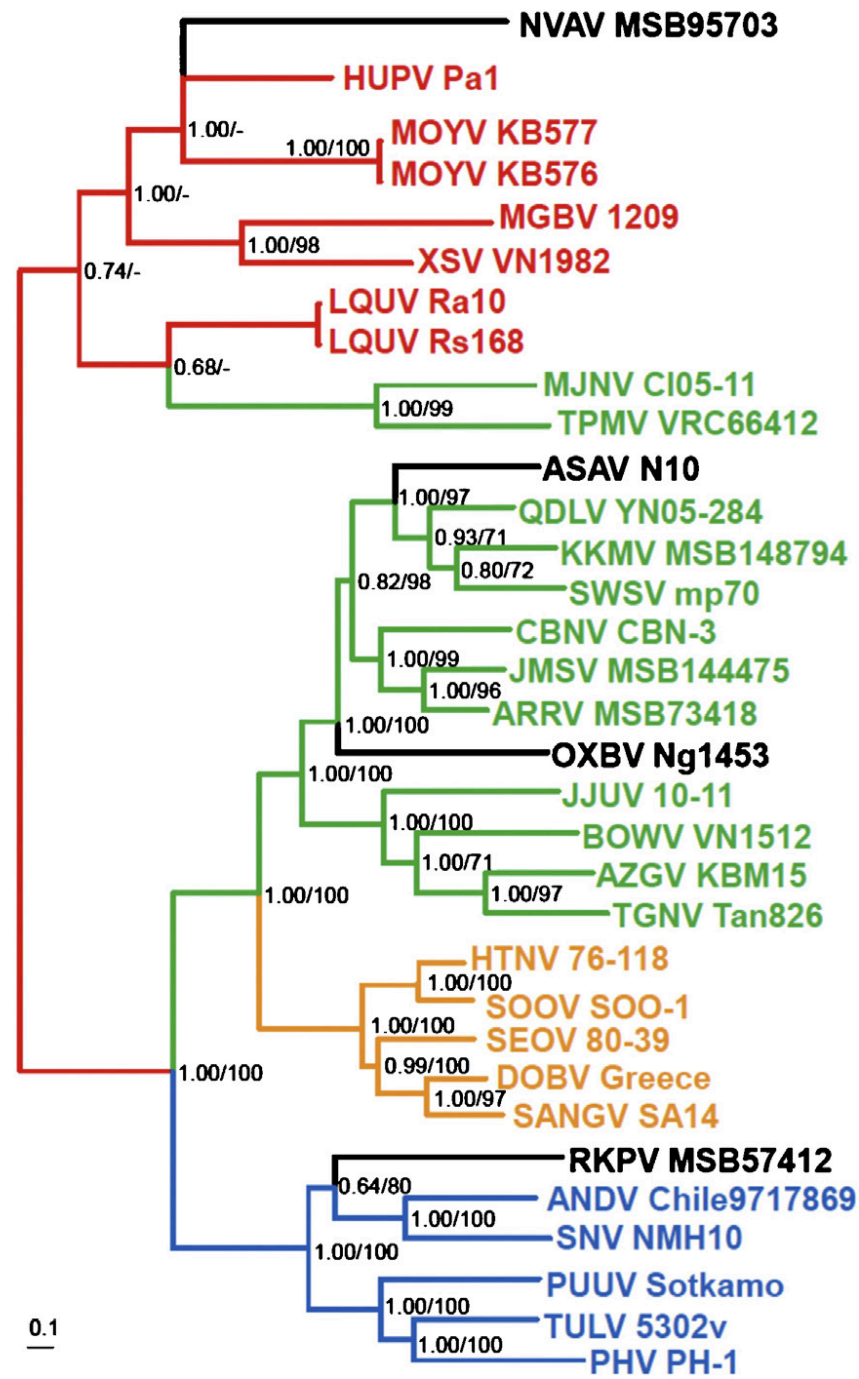 NVAV MSB95703
HUPV Pa1
1.00/-
MOYV KB577
1.00/100
MOYV KB576
1.00/-
MGBV 1209
1.00/98
XSV VN1982
0.74/-
LQUV Ra10
LQUV Rs168
0.68/-
MJNV CI05-11
1.00/99
TPMV VRC66412
ASAV N10
1.00/97
QDLV YN05-284
0.93/71
KKMV MSB148794
0.80/72
0.82/98
SWSV mp70
CBNV CBN-3
1.00/99
JMSV MSB144475
1.00/96
ARRV MSB73418
1.00/100
OXBV Ng1453
1.00/100
JJUV 10-11
1.00/100
BOWV VN1512
1.00/71
AZGV KBM15
1.00/97
1.00/100
TGNV Tan826
HTNV 76-118
1.00/100
SOOV SOO-1
1.00/100
SEOV 80-39
0.99/100
1.00/100
DOBV Greece
1.00/97
SANGV SA14
RKPV MSB57412
0.64/80
ANDV Chile9717869
1.00/100
SNV NMH10
1.00/100
PUUV Sotkamo
1.00/100
TULV 5302v
0.1
1.00/100
PHV PH-1